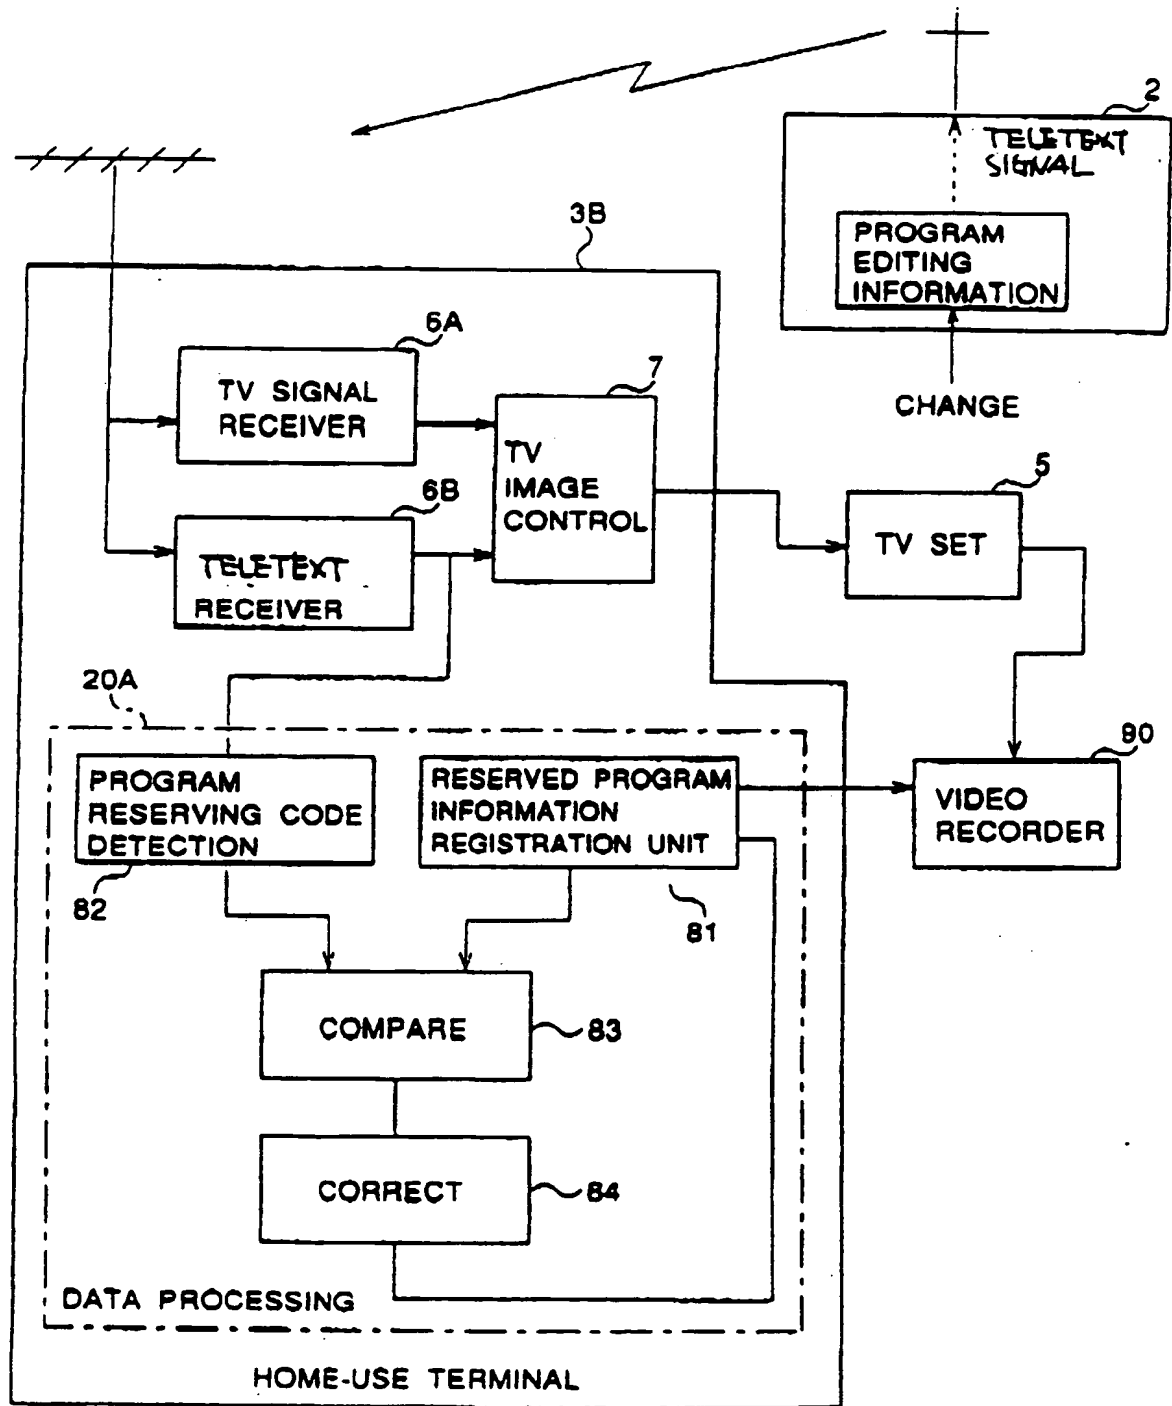 2
TELETEXT
SIGNAL
PROGRAM
EDITING
INFORMATION
CHANGE
3B
6A
TV SIGNAL
RECEIVER
7
TV
IMAGE
CONTROL
6B
TELETEXT
RECEIVER
5
TV SET
20A
PROGRAM
RESERVING CODE
DETECTION
82
RESERVED PROGRAM
INFORMATION
REGISTRATION UNIT
81
90
VIDEO
RECORDER
COMPARE
83
CORRECT
84
DATA PROCESSING
HOME-USE TERMINAL